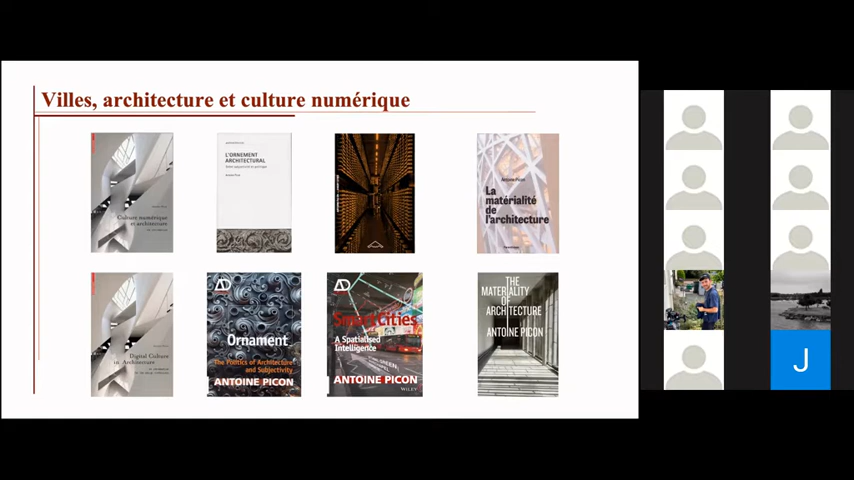 Villes, architecture et culture numérique
Culture numérique
et architecture
L'ORNEMENT
ARCHITECTURAL
Antoine Picon
La
matérialité
de
l'architecture
Digital Culture
in Architecture
AD
Ornament
The Politics of Architecture
and Subjectivity
ANTOINE PICON
AD
SmartCities
A Spatialised
Intelligence
ANTOINE PICON
WILEY
THE
MATERIALITY
OF
ARCHITECTURE
ANTOINE PICON
J